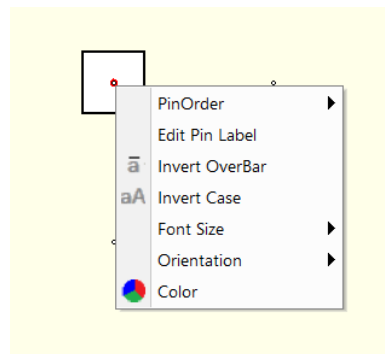 PinOrder
Edit Pin Label
a Invert OverBar
aA Invert Case
Font Size
Orientation
Color